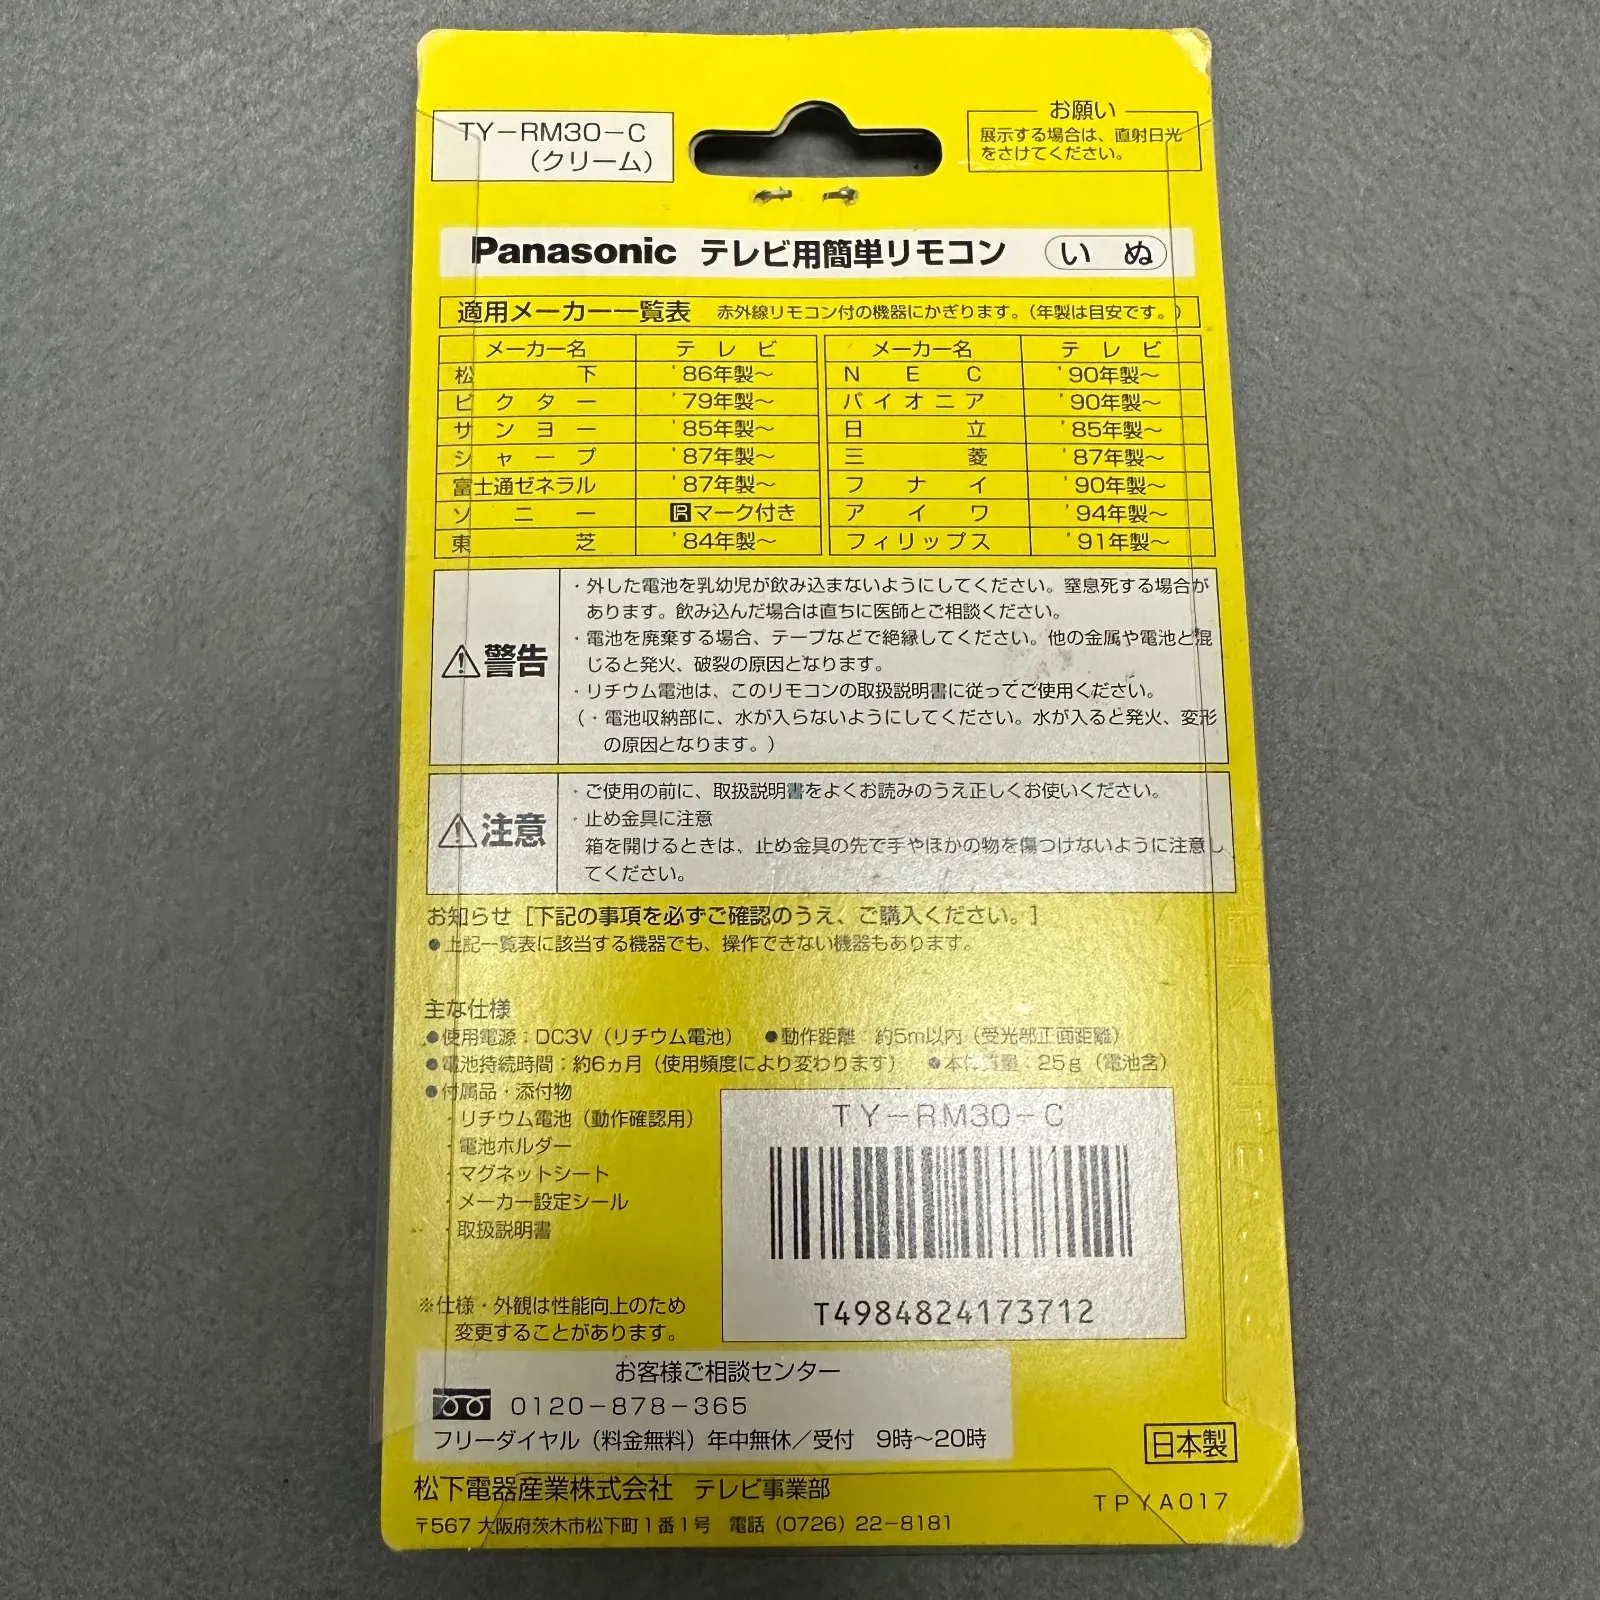 TY-RM30-C
(クリーム)
お願い
展示する場合は、直射日光
をさけてください。
Panasonic テレビ用簡単リモコン いぬ
適用メーカー一覧表 赤外線リモコン付の機器にかぎります。(年製は目安です。)
メーカー名 テレビ メーカー名 テレビ
松下 '86年製〜 NEC '90年製〜
ビクター '79年製〜 パイオニア '90年製〜
サンヨー '85年製〜 日立 '85年製〜
シャープ '87年製〜 三菱 '87年製〜
富士通ゼネラル '87年製〜 フナイ '90年製〜
ソニー マーク付き アイワ '94年製〜
東芝 '84年製〜 フィリップス '91年製〜
⚠警告
・外した電池を乳幼児が飲み込まないようにしてください。窒息死する場合が
あります。飲み込んだ場合は直ちに医師とご相談ください。
・電池を廃棄する場合、テープなどで絶縁してください。他の金属や電池と混
じると発火、破裂の原因となります。
・リチウム電池は、このリモコンの取扱説明書に従ってご使用ください。
(・電池収納部に、水が入らないようにしてください。水が入ると発火、変形
の原因となります。)
⚠注意
・ご使用の前に、取扱説明書をよくお読みのうえ正しくお使いください。
・止め金具に注意
箱を開けるときは、止め金具の先で手やほかの物を傷つけないように注意し
てください。
お知らせ [下記の事項を必ずご確認のうえ、ご購入ください。]
●上記一覧表に該当する機器でも、操作できない機器もあります。
主な仕様
●使用電源：DC3V（リチウム電池） ●動作距離：約5m以内（受光部正面距離）
●電池持続時間：約6ヵ月（使用頻度により変わります） ●本体質量：25g（電池含）
●付属品・添付物
・リチウム電池（動作確認用）
・電池ホルダー
・マグネットシート
・メーカー設定シール
・取扱説明書
TY-RM30-C
T4984824173712
※仕様・外観は性能向上のため
変更することがあります。
お客様ご相談センター
0120-878-365
フリーダイヤル（料金無料）年中無休／受付 9時〜20時
日本製
松下電器産業株式会社 テレビ事業部
TPYA017
〒567 大阪府茨木市松下町1番1号 電話（0726）22-8181